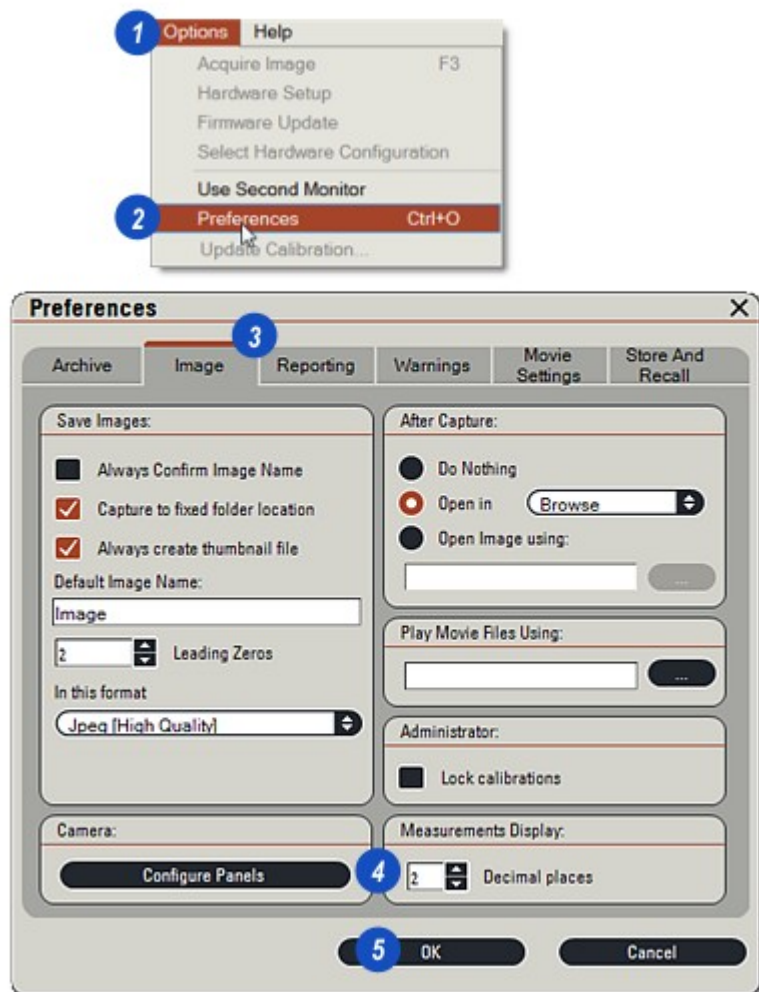 1 Options Help
Acquire Image F3
Hardware Setup
Firmware Update
Select Hardware Configuration
Use Second Monitor
2 Preferences Ctrl+O
Update Calibration...
Preferences
3
Archive Image Reporting Warnings Movie Settings Store And Recall
Save Images:
Always Confirm Image Name
Capture to fixed folder location
Always create thumbnail file
Default Image Name:
Image
2 Leading Zeros
In this format
Jpeg [High Quality]
After Capture:
Do Nothing
Open in Browse
Open Image using:
...
Play Movie Files Using:
...
Administrator:
Lock calibrations
Camera:
Configure Panels
Measurements Display:
4 2 Decimal places
5 OK Cancel